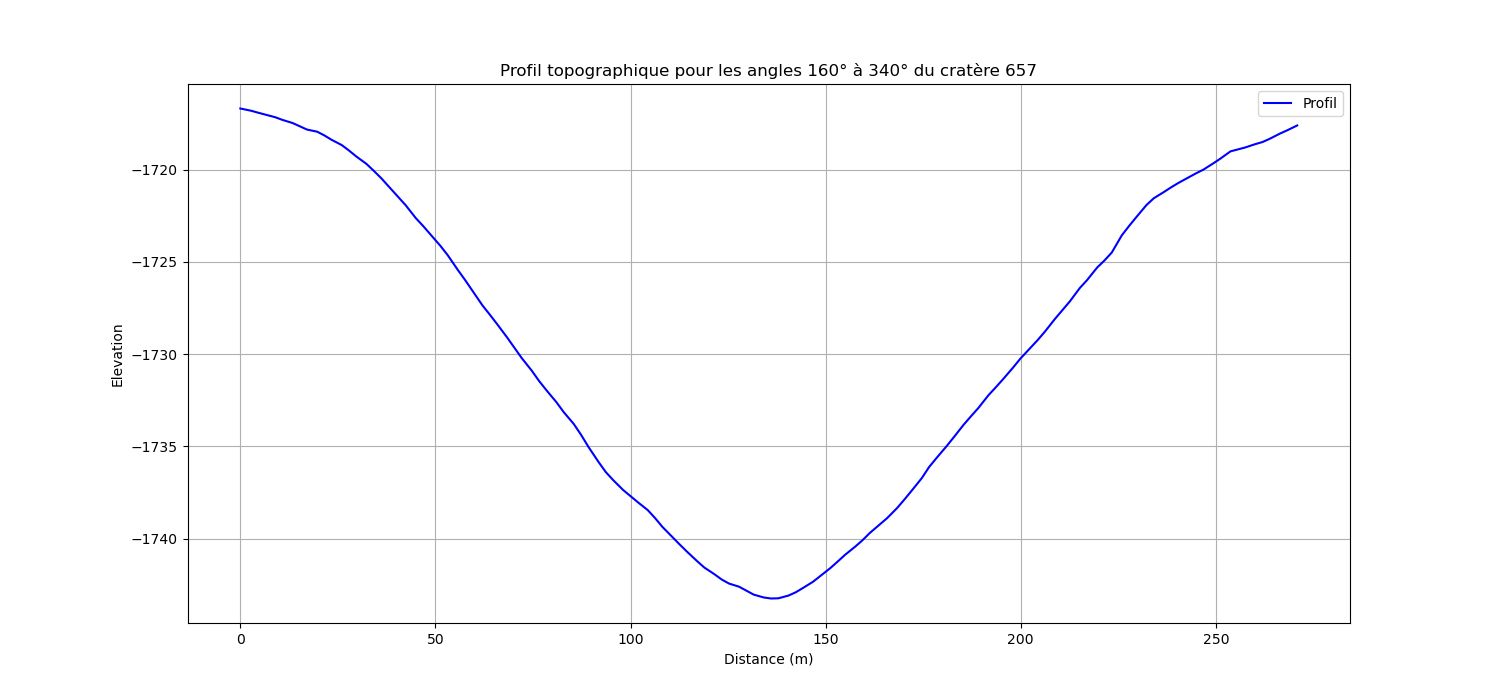 Profil topographique pour les angles 160° à 340° du cratère 657
Profil
−1720
−1725
−1730
−1735
−1740
Elevation
0 50 100 150 200 250
Distance (m)